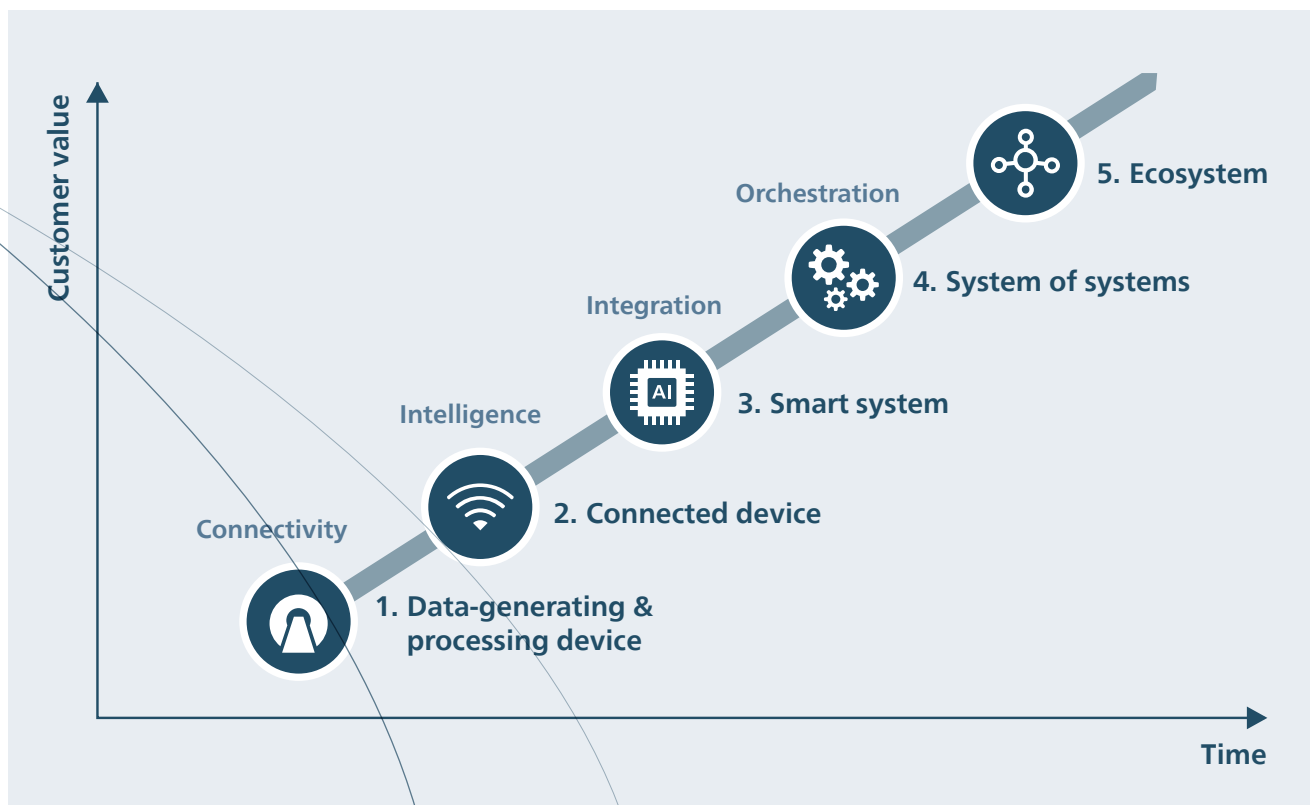 Customer value
Orchestration
5. Ecosystem
Integration
4. System of systems
Intelligence
AI
3. Smart system
Connectivity
2. Connected device
1. Data-generating &
processing device
Time